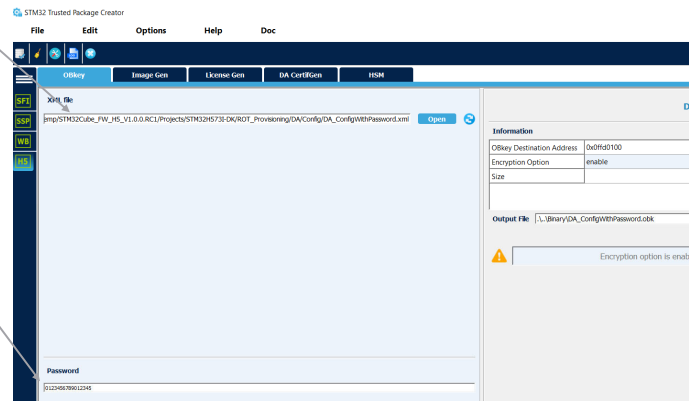 STM32 Trusted Package Creator
File Edit Options Help Doc
OBkey Image Gen License Gen DA CertifGen HSM
SFI
SSP
WB
H5
XML file
emp/STM32Cube_FW_H5_V1.0.0.RC1/Projects/STM32H573I-DK/ROT_Provisioning/DA/Config/DA_ConfigWithPassword.xml Open
Password
0123456789012345
D
Information
OBkey Destination Address 0x0ffd0100
Encryption Option enable
Size
Output File .\..\Binary\DA_ConfigWithPassword.obk
Encryption option is enab